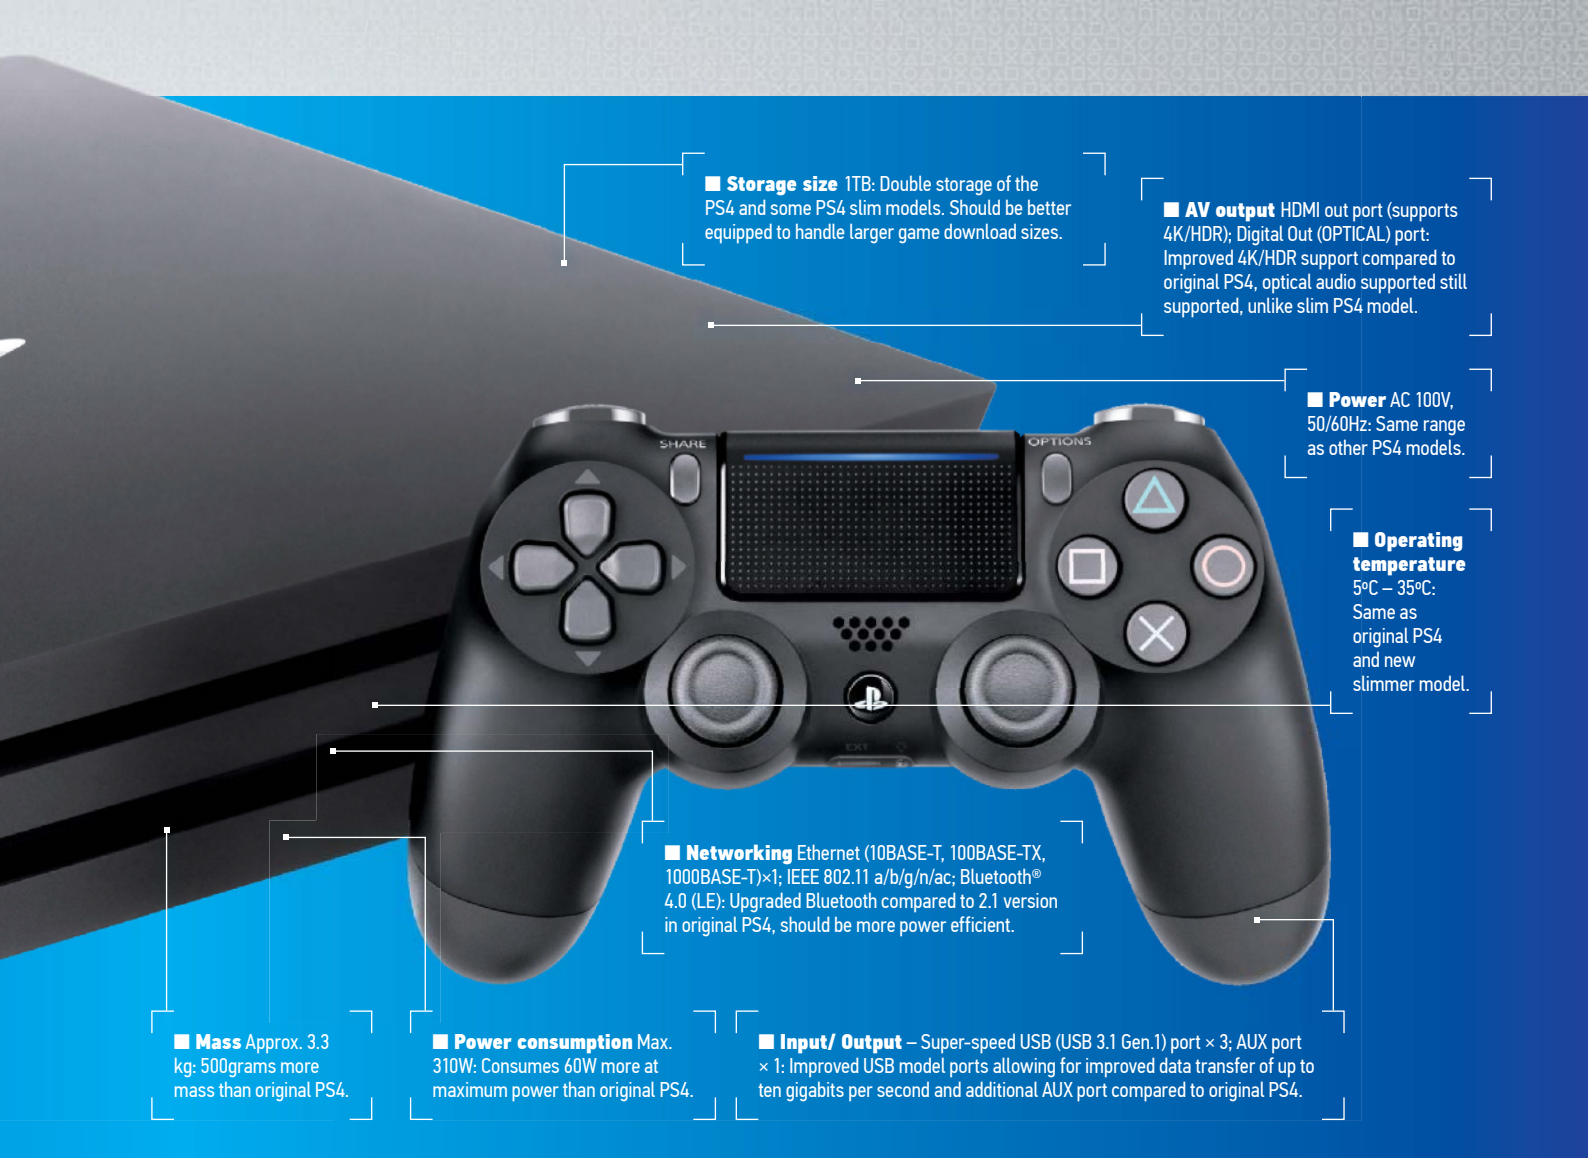 ■ Storage size 1TB: Double storage of the
PS4 and some PS4 slim models. Should be better
equipped to handle larger game download sizes.
■ AV output HDMI out port (supports
4K/HDR); Digital Out (OPTICAL) port:
Improved 4K/HDR support compared to
original PS4, optical audio supported still
supported, unlike slim PS4 model.
■ Power AC 100V,
50/60Hz: Same range
as other PS4 models.
SHARE
OPTIONS
■ Operating
temperature
5ºC – 35ºC:
Same as
original PS4
and new
slimmer model.
EXT
■ Networking Ethernet (10BASE-T, 100BASE-TX,
1000BASE-T)×1; IEEE 802.11 a/b/g/n/ac; Bluetooth®
4.0 (LE): Upgraded Bluetooth compared to 2.1 version
in original PS4, should be more power efficient.
■ Mass Approx. 3.3
kg: 500grams more
mass than original PS4.
■ Power consumption Max.
310W: Consumes 60W more at
maximum power than original PS4.
■ Input/ Output – Super-speed USB (USB 3.1 Gen.1) port × 3; AUX port
× 1: Improved USB model ports allowing for improved data transfer of up to
ten gigabits per second and additional AUX port compared to original PS4.